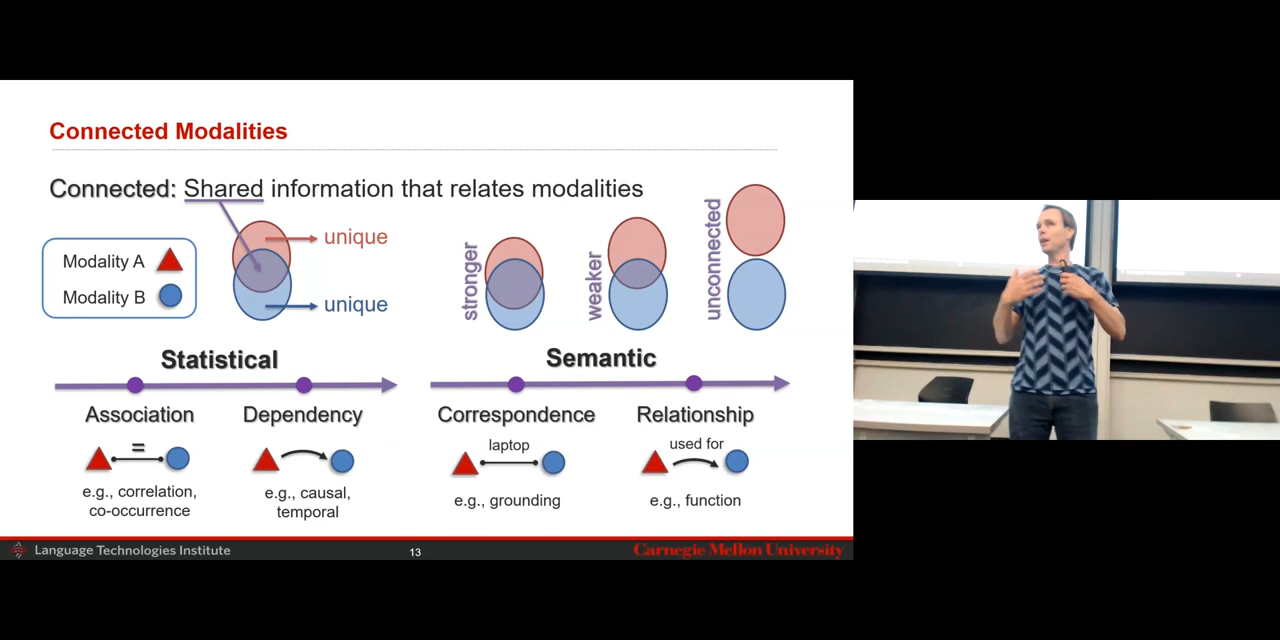 Connected Modalities
Connected: Shared information that relates modalities
Modality A
Modality B
unique
unique
stronger
weaker
unconnected
Statistical
Semantic
Association
Dependency
Correspondence
Relationship
=
laptop
used for
e.g., correlation,
co-occurrence
e.g., causal,
temporal
e.g., grounding
e.g., function
Language Technologies Institute
13
Carnegie Mellon University